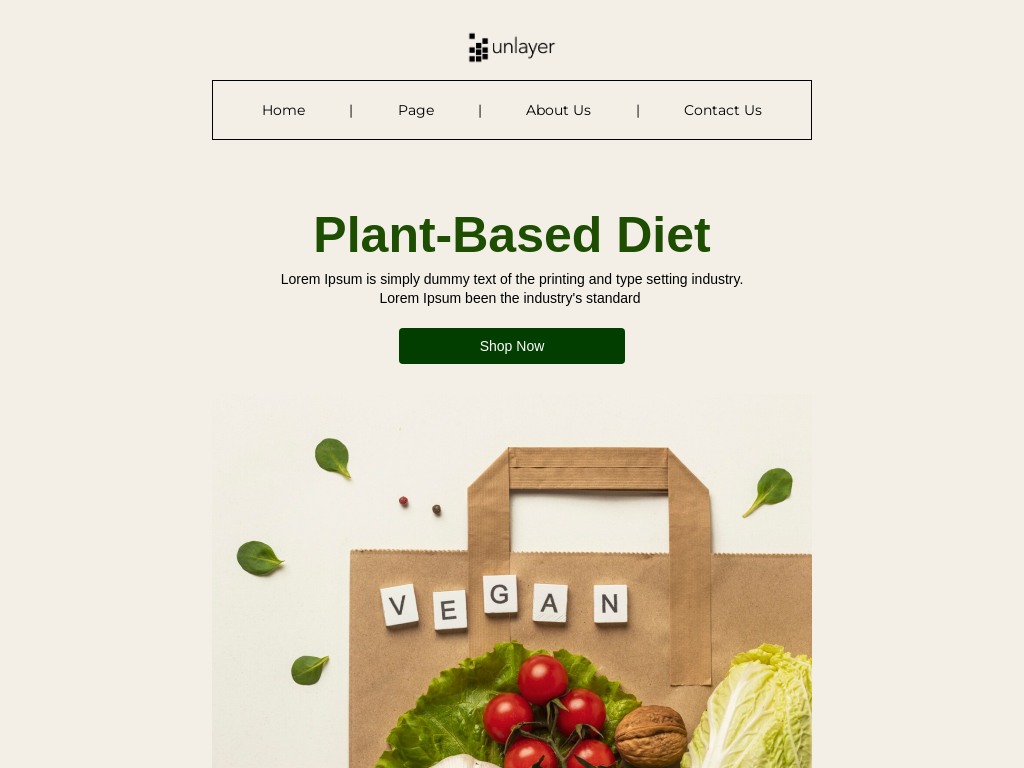 unlayer
Home | Page | About Us | Contact Us
Plant-Based Diet
Lorem Ipsum is simply dummy text of the printing and type setting industry.
Lorem Ipsum been the industry's standard
Shop Now
VEGAN